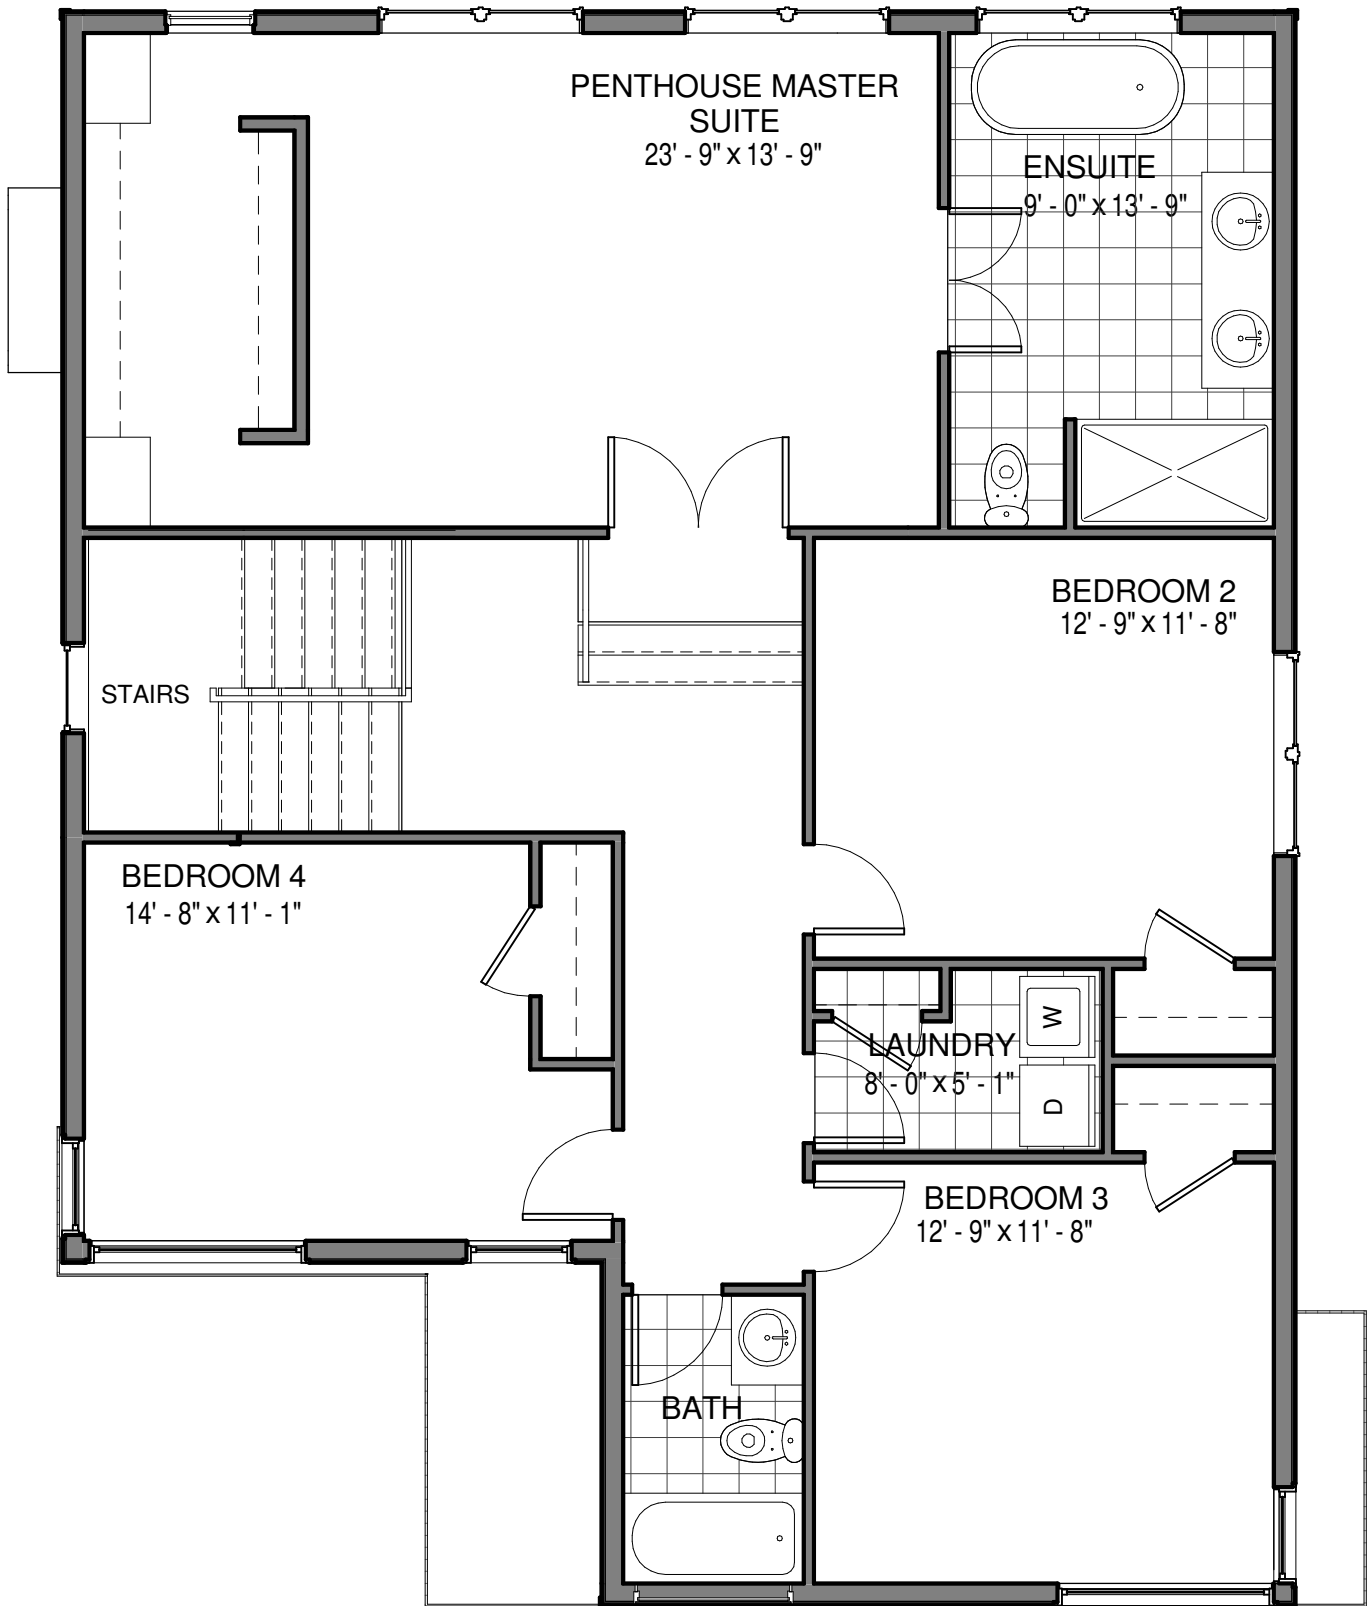 PENTHOUSE MASTER
SUITE
23' - 9" x 13' - 9"
ENSUITE
9' - 0" x 13' - 9"
BEDROOM 2
12' - 9" x 11' - 8"
STAIRS
BEDROOM 4
14' - 8" x 11' - 1"
W
LAUNDRY
8' - 0" x 5' - 1"
D
BEDROOM 3
12' - 9" x 11' - 8"
BATH